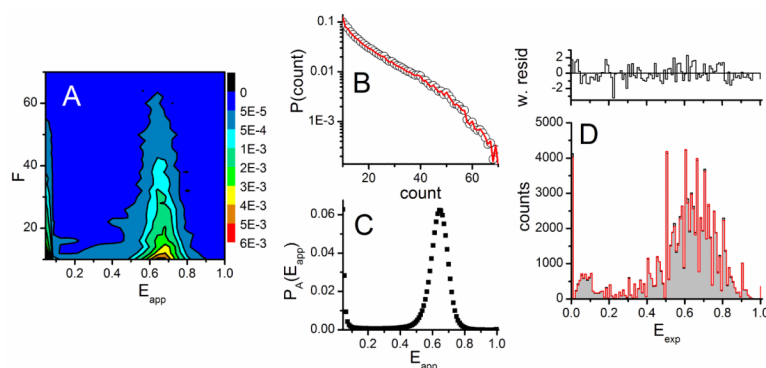 A
F
60
40
20
0.2 0.4 0.6 0.8 1.0
E_app
0
5E-5
5E-4
1E-3
2E-3
3E-3
4E-3
5E-3
6E-3
B
P(count)
0.1
0.01
1E-3
20 40 60
count
C
P_A(E_app)
0.06
0.04
0.02
0.00
0.2 0.4 0.6 0.8 1.0
E_app
w. resid
2
0
-2
D
counts
5000
4000
3000
2000
1000
0
0.0 0.2 0.4 0.6 0.8 1.0
E_exp